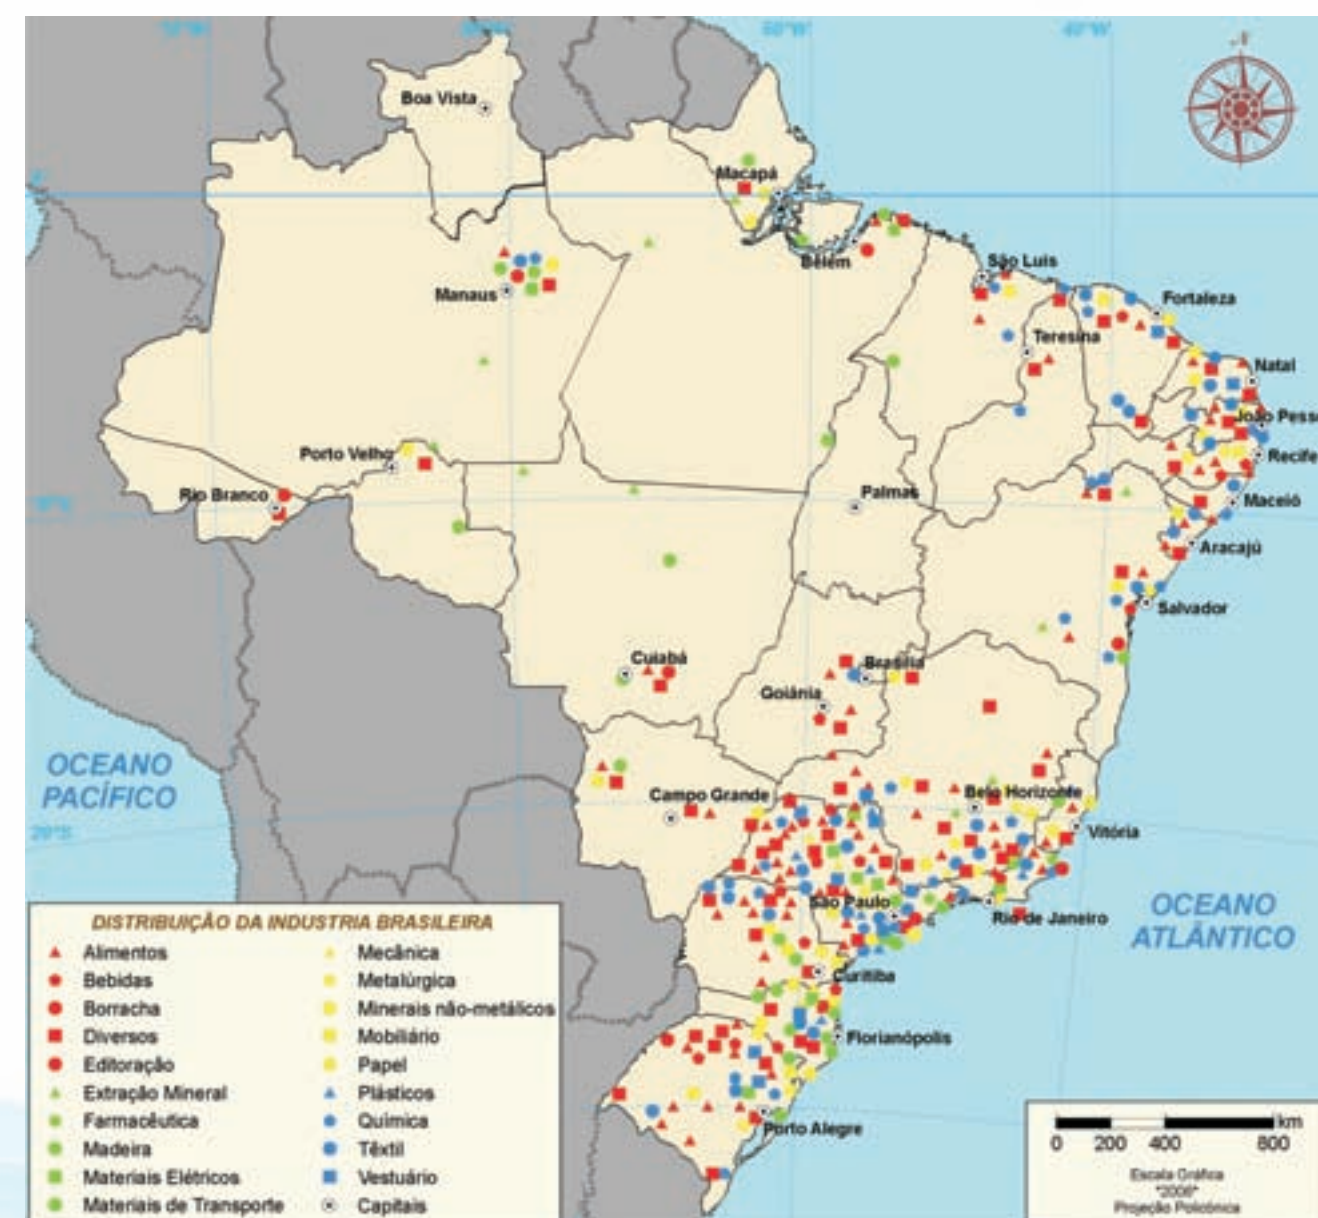 40°W
Boa Vista
Macapá
Belém
São Luis
Fortaleza
Manaus
Teresina
Natal
João Pess
Recife
Porto Velho
Rio Branco
Palmas
Maceió
Aracajú
Salvador
Cuiabá
Brasília
Goiânia
OCEANO
PACÍFICO
Campo Grande
Belo Horizonte
Vitória
20°S
São Paulo
Rio de Janeiro
OCEANO
ATLÂNTICO
Curitiba
Florianópolis
Porto Alegre
DISTRIBUIÇÃO DA INDUSTRIA BRASILEIRA
Alimentos
Bebidas
Borracha
Diversos
Editoração
Extração Mineral
Farmacêutica
Madeira
Materiais Elétricos
Materiais de Transporte
Mecânica
Metalúrgica
Minerais não-metálicos
Mobiliário
Papel
Plásticos
Química
Têxtil
Vestuário
Capitais
km
0 200 400 800
Escala Gráfica
"2006"
Projeção Policônica